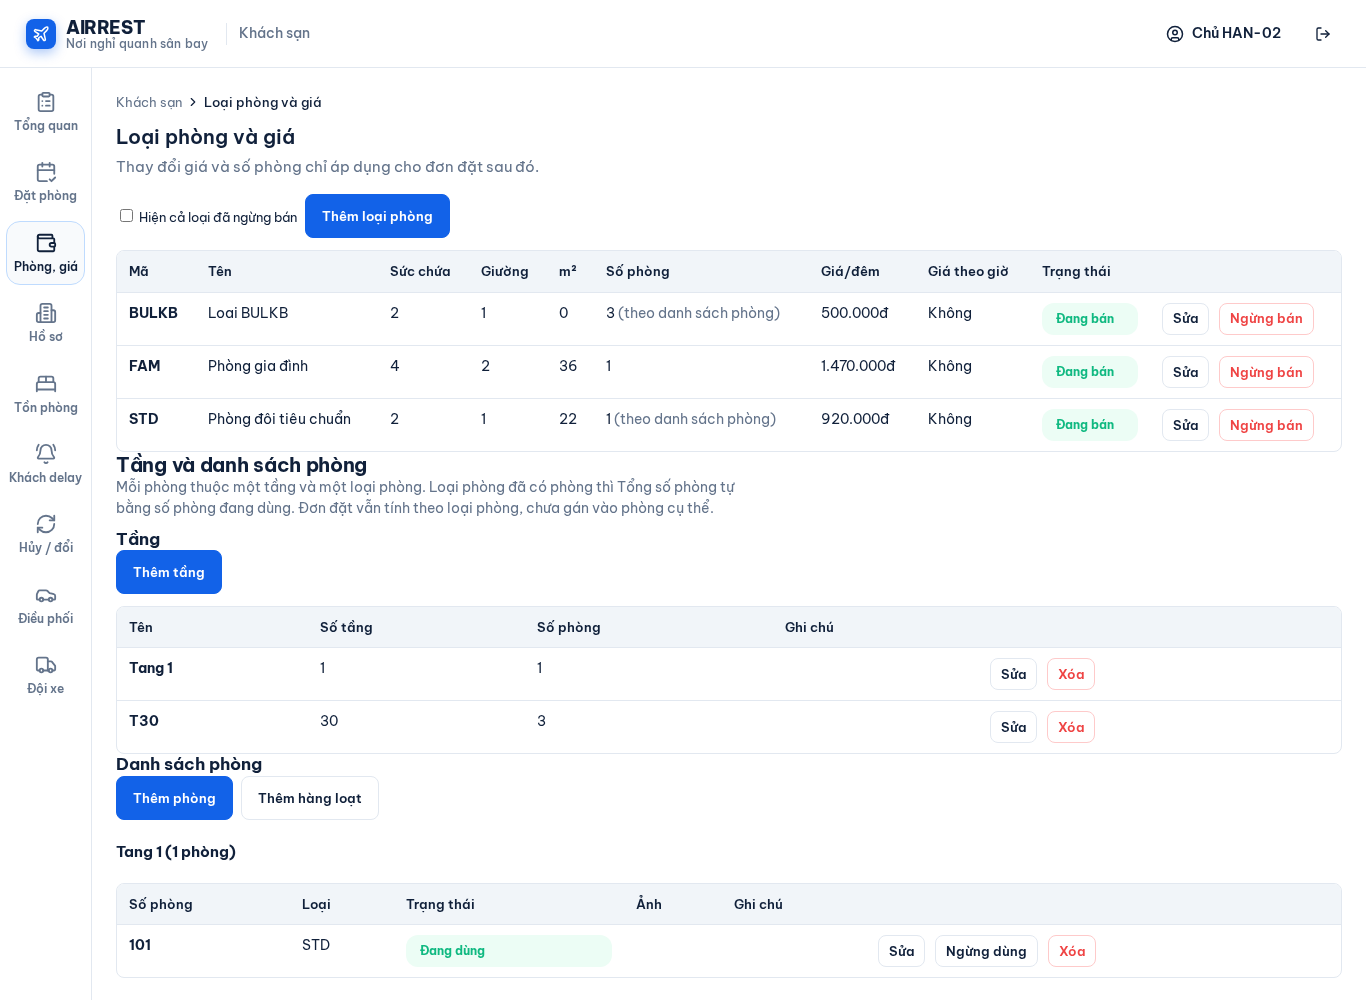 AIRREST
Nơi nghỉ quanh sân bay
Khách sạn
Chủ HAN-02
Tổng quan
Đặt phòng
Phòng, giá
Hồ sơ
Tồn phòng
Khách delay
Hủy / đổi
Điều phối
Đội xe
Khách sạn > Loại phòng và giá
Loại phòng và giá
Thay đổi giá và số phòng chỉ áp dụng cho đơn đặt sau đó.
Hiện cả loại đã ngừng bán Thêm loại phòng
Mã Tên Sức chứa Giường m² Số phòng Giá/đêm Giá theo giờ Trạng thái
BULKB Loai BULKB 2 1 0 3 (theo danh sách phòng) 500.000đ Không Đang bán Sửa Ngừng bán
FAM Phòng gia đình 4 2 36 1 1.470.000đ Không Đang bán Sửa Ngừng bán
STD Phòng đôi tiêu chuẩn 2 1 22 1 (theo danh sách phòng) 920.000đ Không Đang bán Sửa Ngừng bán
Tầng và danh sách phòng
Mỗi phòng thuộc một tầng và một loại phòng. Loại phòng đã có phòng thì Tổng số phòng tự
bằng số phòng đang dùng. Đơn đặt vẫn tính theo loại phòng, chưa gán vào phòng cụ thể.
Tầng
Thêm tầng
Tên Số tầng Số phòng Ghi chú
Tang 1 1 1 Sửa Xóa
T30 30 3 Sửa Xóa
Danh sách phòng
Thêm phòng Thêm hàng loạt
Tang 1 (1 phòng)
Số phòng Loại Trạng thái Ảnh Ghi chú
101 STD Đang dùng Sửa Ngừng dùng Xóa